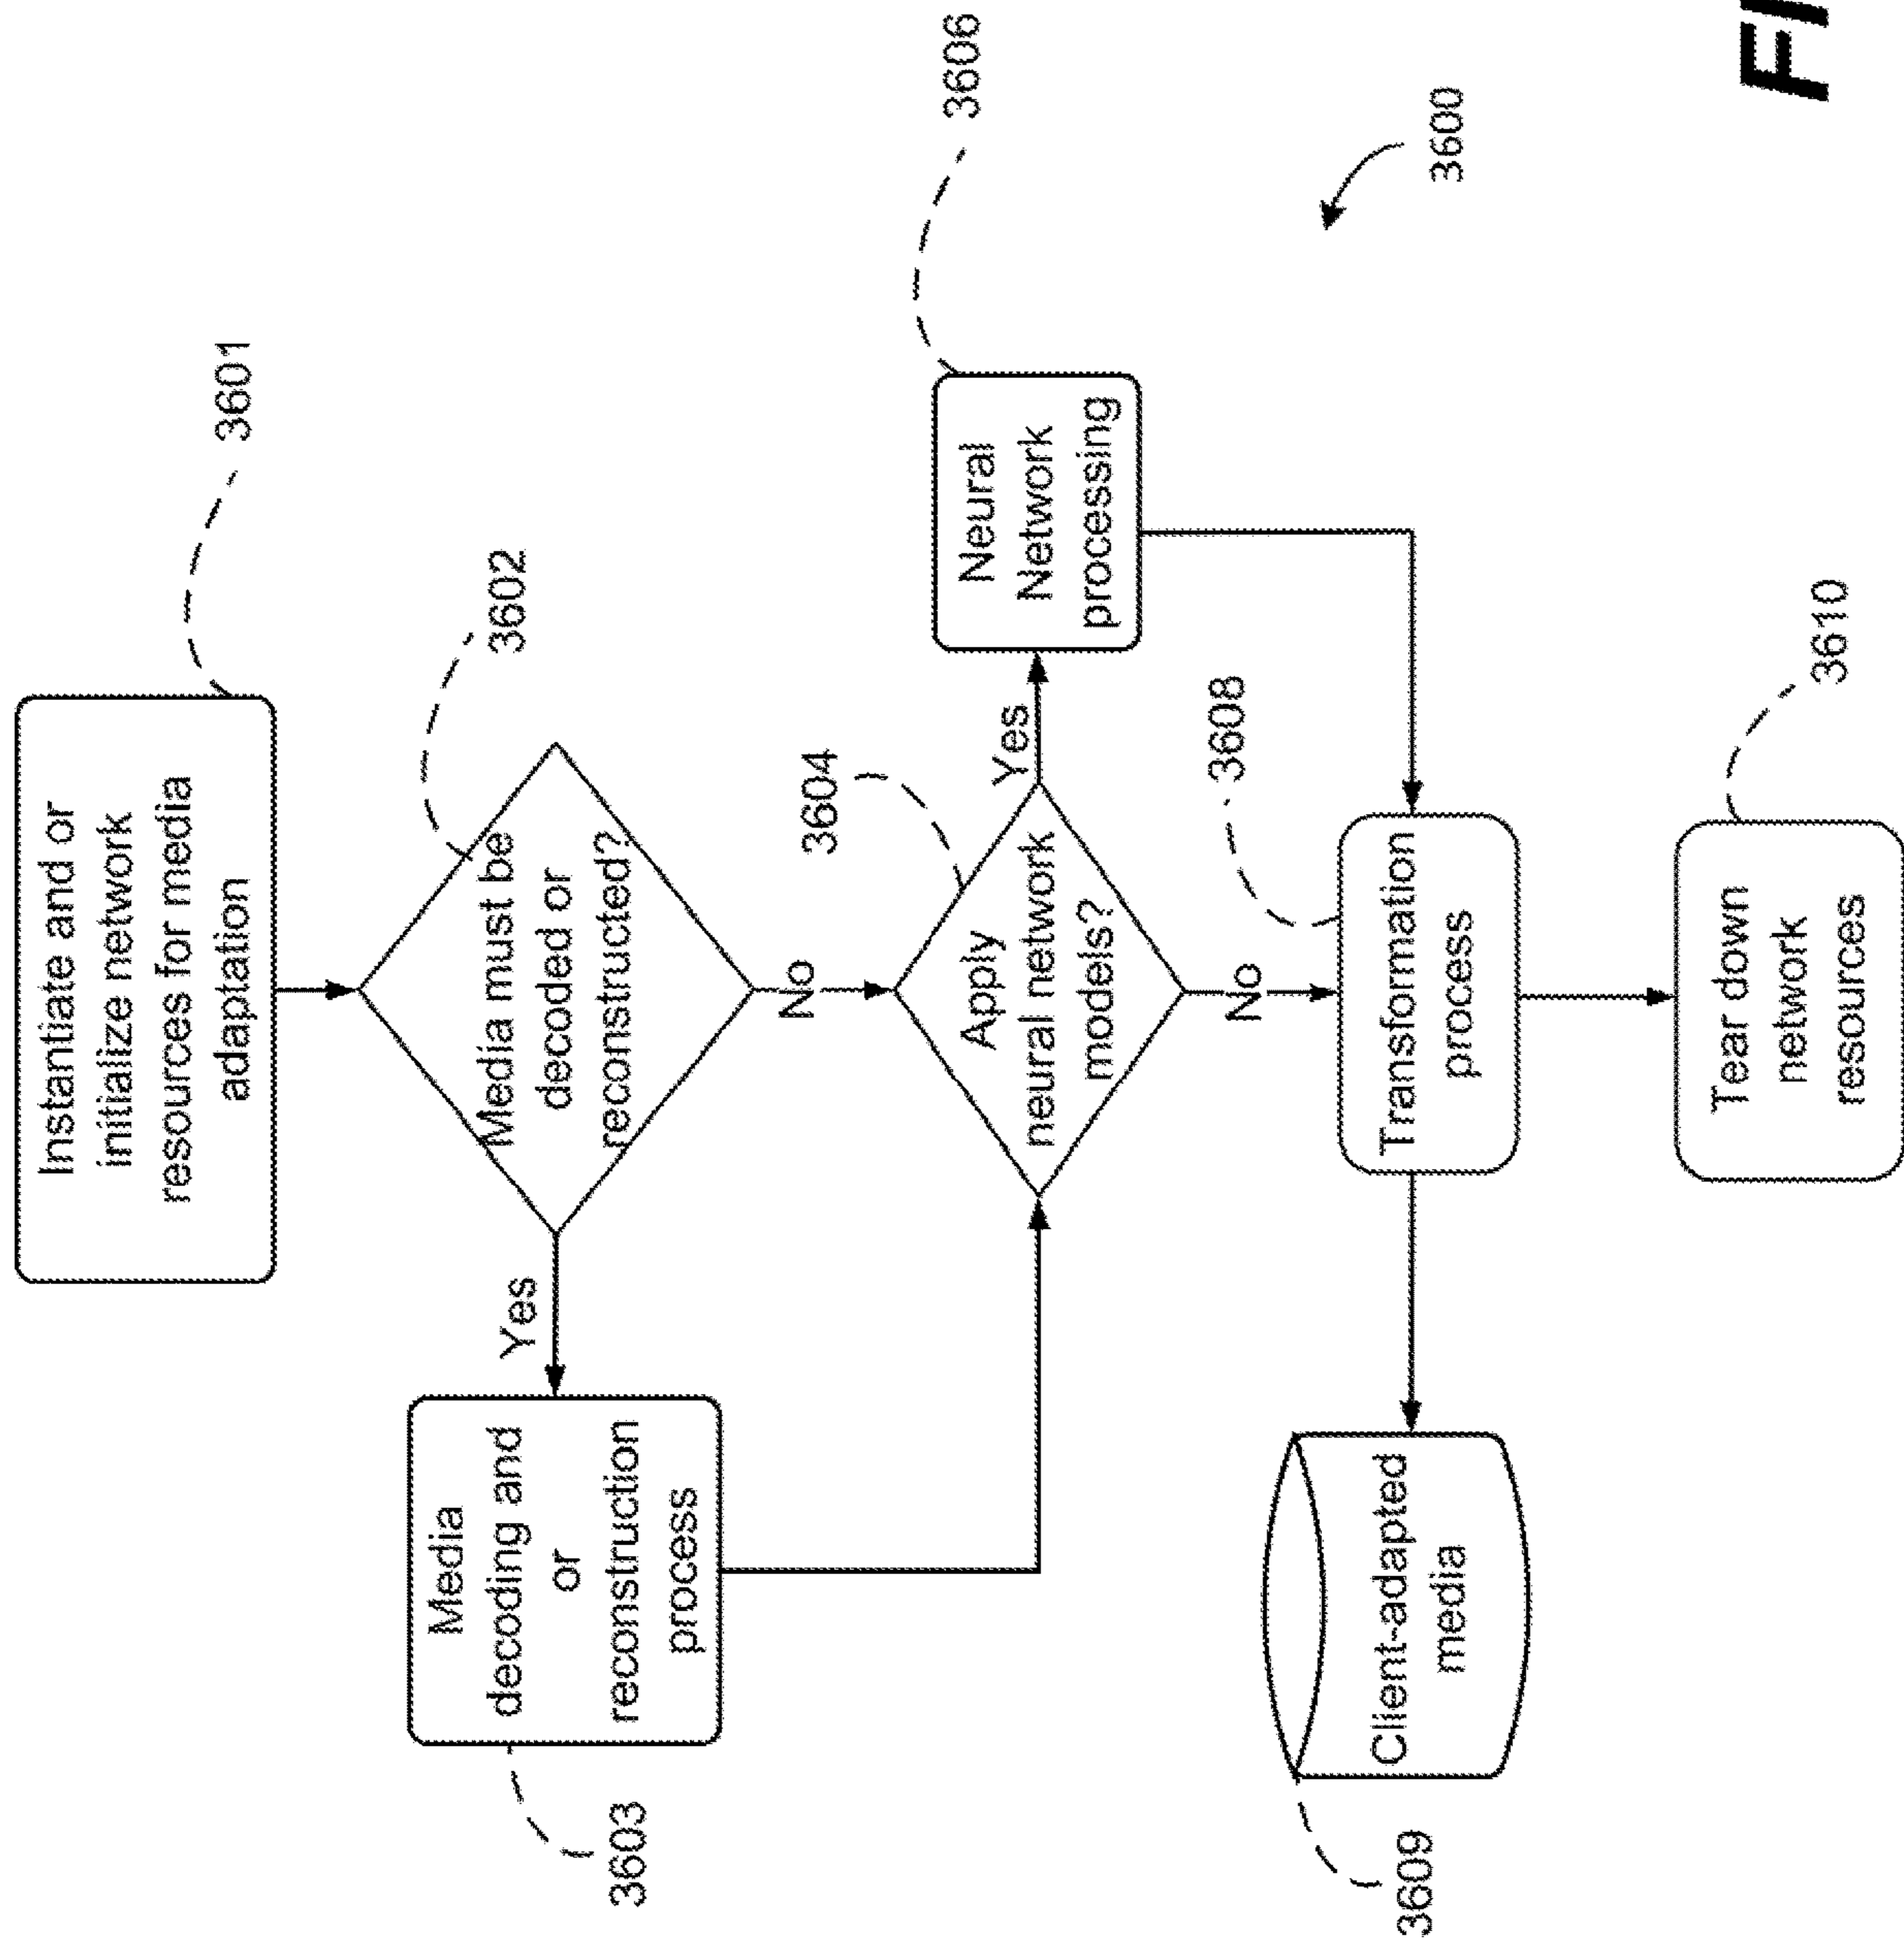 Instantiate and or
initialize network
resources for media
adaptation
3601
Media must be
decoded or
reconstructed?
3602
Yes
No
Media
decoding and
or
reconstruction
process
3603
Apply
neural network
models?
3604
Yes
No
Neural
Network
processing
3606
Transformation
process
3608
Client-adapted
media
3609
Tear down
network
resources
3610
3600